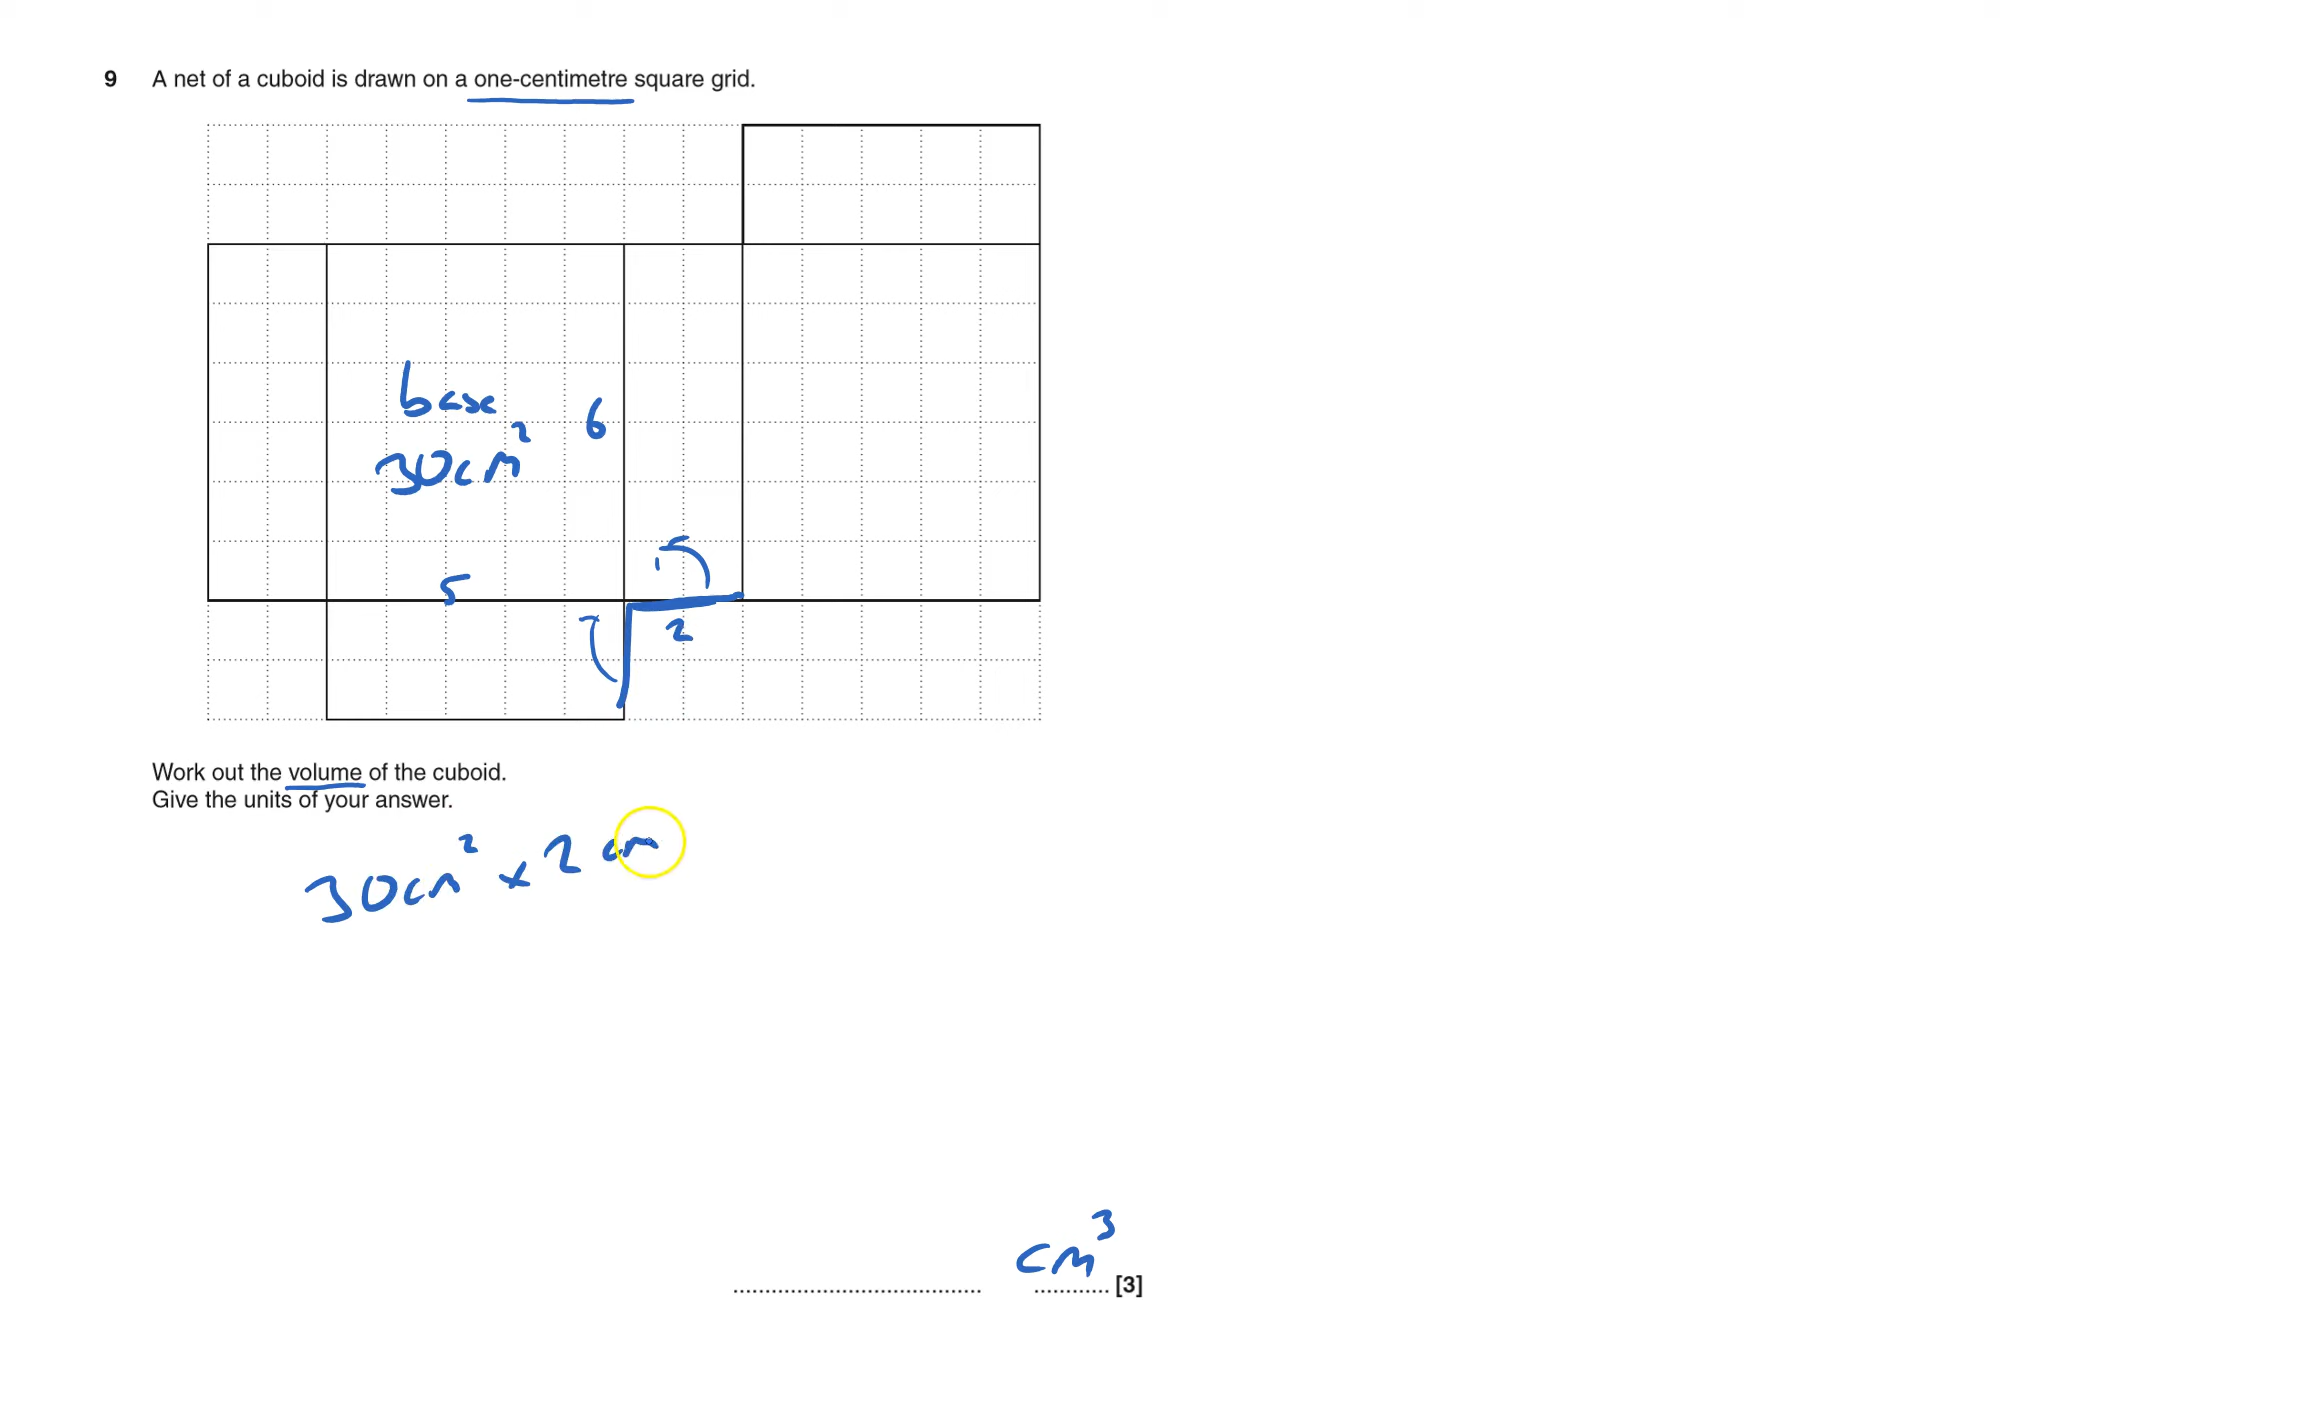 9 A net of a cuboid is drawn on a one-centimetre square grid.
base
6
30cm²
5
2
Work out the volume of the cuboid.
Give the units of your answer.
30cm² × 2 cm
cm³
.......................................   ............ [3]